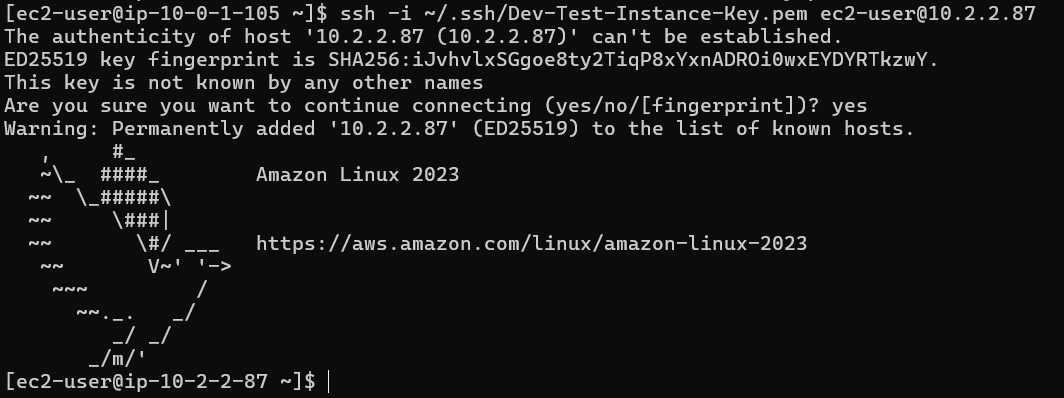 [ec2-user@ip-10-0-1-105 ~]$ ssh -i ~/.ssh/Dev-Test-Instance-Key.pem ec2-user@10.2.2.87
The authenticity of host '10.2.2.87 (10.2.2.87)' can't be established.
ED25519 key fingerprint is SHA256:iJvhvlxSGgoe8ty2TiqP8xYxnADROi0wxEYDYRTkzwY.
This key is not known by any other names
Are you sure you want to continue connecting (yes/no/[fingerprint])? yes
Warning: Permanently added '10.2.2.87' (ED25519) to the list of known hosts.
   ,     #_
   ~\_  ####_        Amazon Linux 2023
  ~~  \_#####\
  ~~     \###|
  ~~       \#/ ___   https://aws.amazon.com/linux/amazon-linux-2023
   ~~       V~' '->
    ~~~         /
      ~~._.   _/
         _/ _/
       _/m/'
[ec2-user@ip-10-2-2-87 ~]$